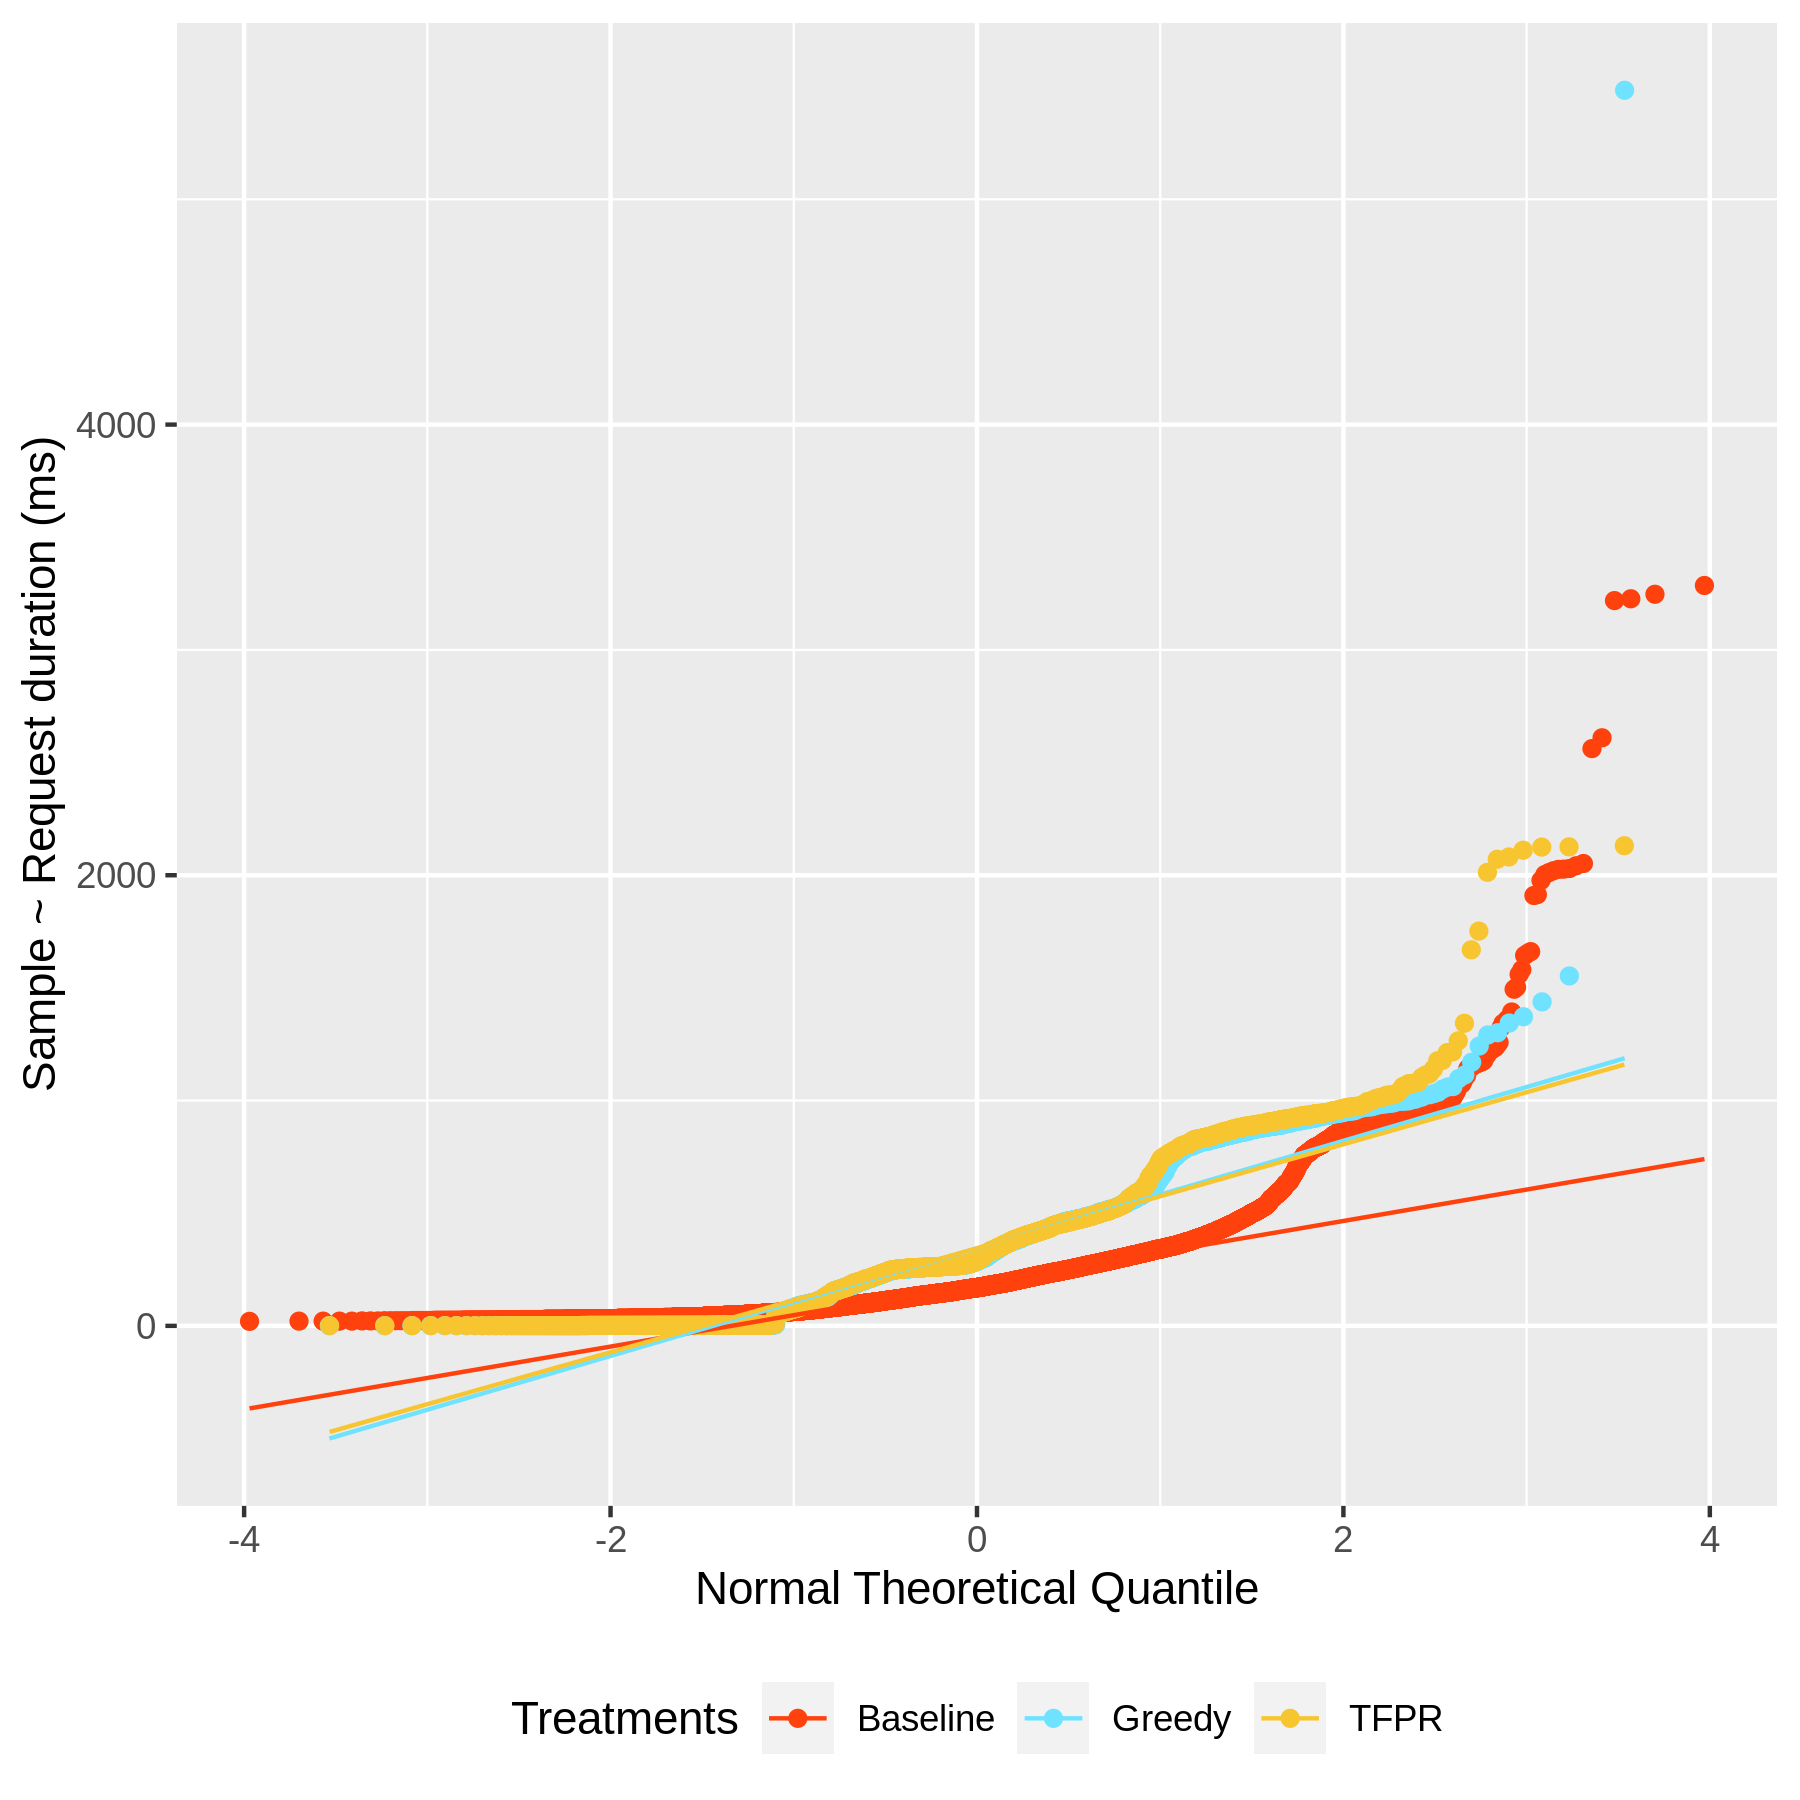 Sample ~ Request duration (ms)
4000
2000
0
-4 -2 0 2 4
Normal Theoretical Quantile
Treatments Baseline Greedy TFPR